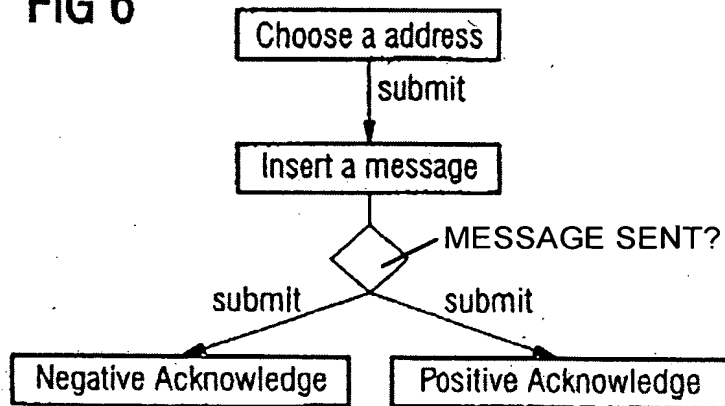 FIG 6
Choose a address
submit
Insert a message
MESSAGE SENT?
submit submit
Negative Acknowledge Positive Acknowledge